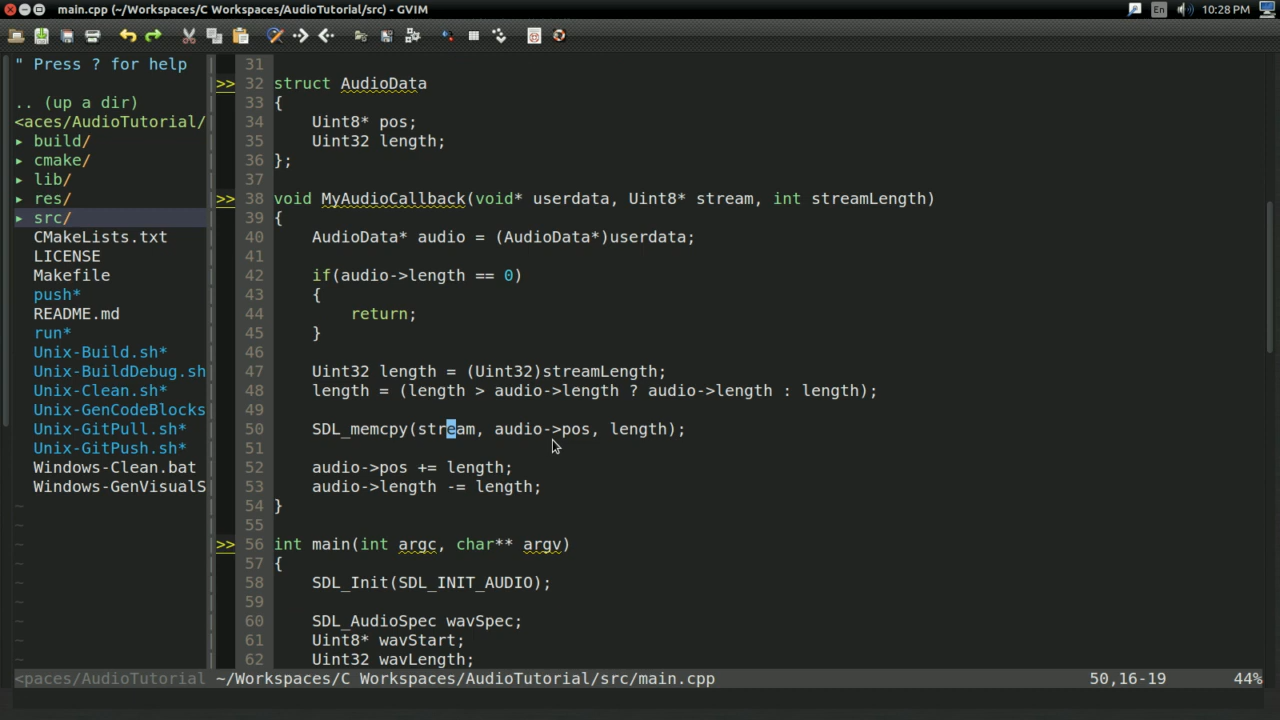 main.cpp (~/Workspaces/C Workspaces/AudioTutorial/src) - GVIM
En
10:28 PM
" Press ? for help
.. (up a dir)
<aces/AudioTutorial/
▸ build/
▸ cmake/
▸ lib/
▸ res/
▸ src/
CMakeLists.txt
LICENSE
Makefile
push*
README.md
run*
Unix-Build.sh*
Unix-BuildDebug.sh
Unix-Clean.sh*
Unix-GenCodeBlocks
Unix-GitPull.sh*
Unix-GitPush.sh*
Windows-Clean.bat
Windows-GenVisualS
~
~
~
~
~
~
~
~
31
>> 32 struct AudioData
33 {
34 Uint8* pos;
35 Uint32 length;
36 };
37
>> 38 void MyAudioCallback(void* userdata, Uint8* stream, int streamLength)
39 {
40 AudioData* audio = (AudioData*)userdata;
41
42 if(audio->length == 0)
43 {
44 return;
45 }
46
47 Uint32 length = (Uint32)streamLength;
48 length = (length > audio->length ? audio->length : length);
49
50 SDL_memcpy(stream, audio->pos, length);
51
52 audio->pos += length;
53 audio->length -= length;
54 }
55
>> 56 int main(int argc, char** argv)
57 {
58 SDL_Init(SDL_INIT_AUDIO);
59
60 SDL_AudioSpec wavSpec;
61 Uint8* wavStart;
62 Uint32 wavLength;
<paces/AudioTutorial ~/Workspaces/C Workspaces/AudioTutorial/src/main.cpp 50,16-19 44%